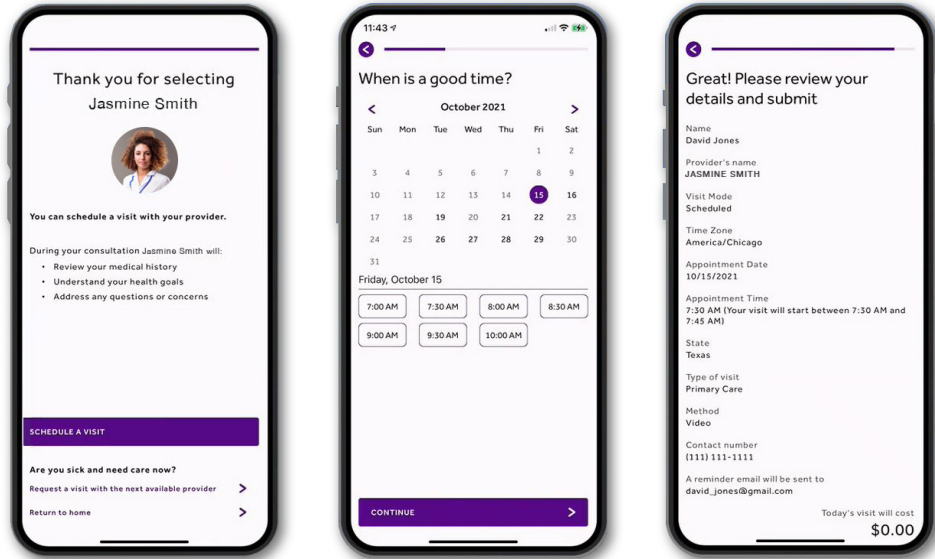 Thank you for selecting
Jasmine Smith
You can schedule a visit with your provider.
During your consultation Jasmine Smith will:
• Review your medical history
• Understand your health goals
• Address any questions or concerns
SCHEDULE A VISIT
Are you sick and need care now?
Request a visit with the next available provider
Return to home
11:43
When is a good time?
October 2021
Sun Mon Tue Wed Thu Fri Sat
1 2
3 4 5 6 7 8 9
10 11 12 13 14 15 16
17 18 19 20 21 22 23
24 25 26 27 28 29 30
31
Friday, October 15
7:00 AM 7:30 AM 8:00 AM 8:30 AM
9:00 AM 9:30 AM 10:00 AM
CONTINUE
Great! Please review your
details and submit
Name
David Jones
Provider's name
JASMINE SMITH
Visit Mode
Scheduled
Time Zone
America/Chicago
Appointment Date
10/15/2021
Appointment Time
7:30 AM (Your visit will start between 7:30 AM and
7:45 AM)
State
Texas
Type of visit
Primary Care
Method
Video
Contact number
(111) 111-1111
A reminder email will be sent to
david_jones@gmail.com
Today's visit will cost
$0.00